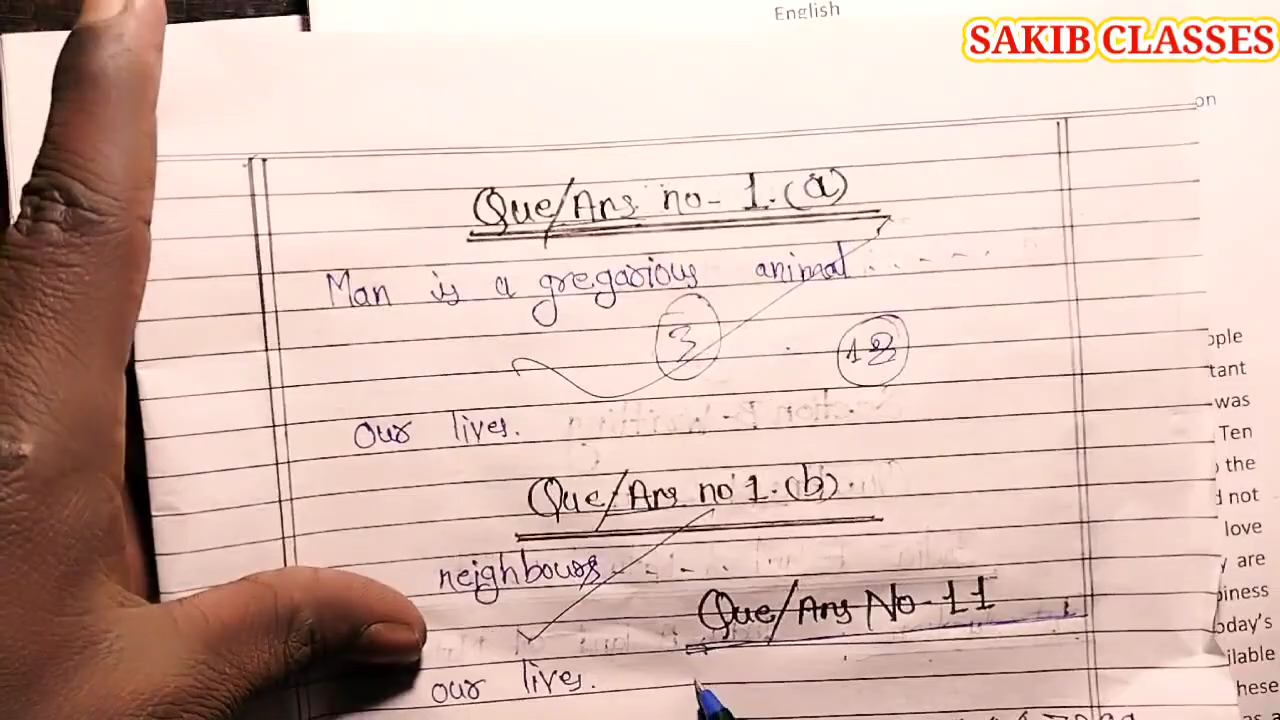 English
SAKIB CLASSES
on
Que/Ans no- 1.(a)
Man is a gregarious animal.. - - - -
3 12
our lives.
Que/Ans no 1.(b).
neighbours - - - - -
Que/Ans No-11
our lives.
ople
tant
was
Ten
the
d not
love
y are
piness
oday's
ilable
hese